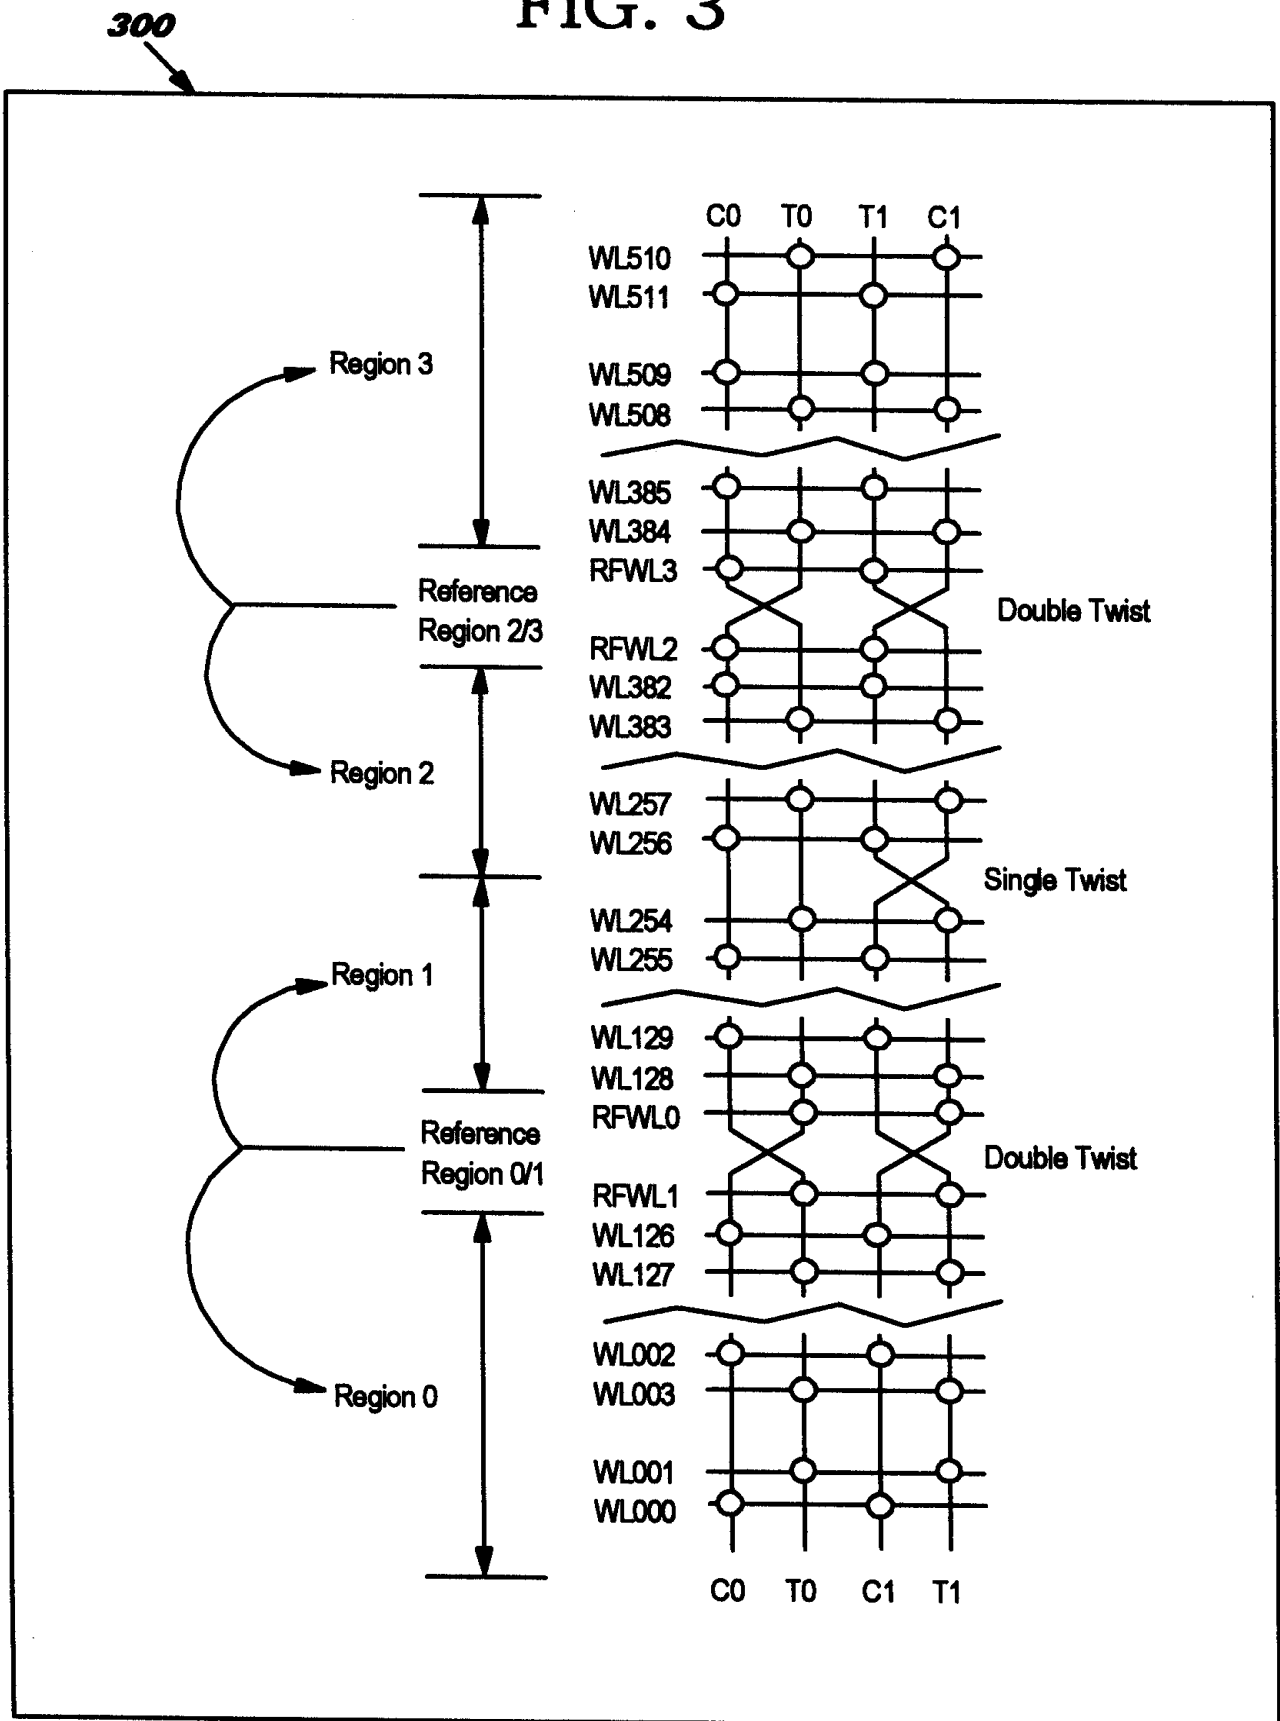 FIG. 3
300
C0 T0 T1 C1
WL510
WL511
Region 3
WL509
WL508
WL385
WL384
RFWL3
Reference
Region 2/3
Double Twist
RFWL2
WL382
WL383
Region 2
WL257
WL256
Single Twist
WL254
WL255
Region 1
WL129
WL128
RFWL0
Reference
Region 0/1
Double Twist
RFWL1
WL126
WL127
WL002
WL003
Region 0
WL001
WL000
C0 T0 C1 T1